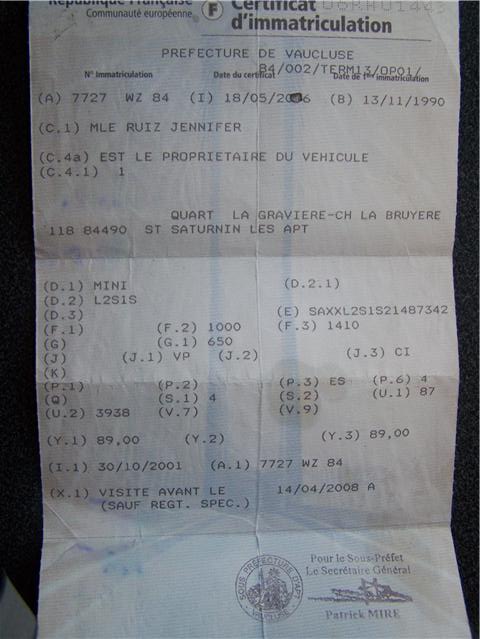 République Française
Communauté européenne
F
Certificat
d'immatriculation
PREFECTURE DE VAUCLUSE
84/002/TERM13/OP01/
N° Immatriculation Date du certificat Date de 1ère immatriculation
(A) 7727 WZ 84 (I) 18/05/2006 (B) 13/11/1990
(C.1) MLE RUIZ JENNIFER
(C.4a) EST LE PROPRIETAIRE DU VEHICULE
(C.4.1) 1
QUART LA GRAVIERE-CH LA BRUYERE
118 84490 ST SATURNIN LES APT
(D.1) MINI (D.2.1)
(D.2) L2S1S
(D.3) (E) SAXXL2S1S21487342
(F.1) (F.2) 1000 (F.3) 1410
(G) (G.1) 650
(J) (J.1) VP (J.2) (J.3) CI
(K)
(P.1) (P.2) (P.3) ES (P.6) 4
(Q) (S.1) 4 (S.2) (U.1) 87
(U.2) 3938 (V.7) (V.9)
(Y.1) 89,00 (Y.2) (Y.3) 89,00
(I.1) 30/10/2001 (A.1) 7727 WZ 84
(X.1) VISITE AVANT LE 14/04/2008 A
(SAUF REGT. SPEC.)
SOUS PRÉFECTURE D'APT
VAUCLUSE
Pour le Sous-Préfet
Le Secrétaire Général
Patrick MIRE